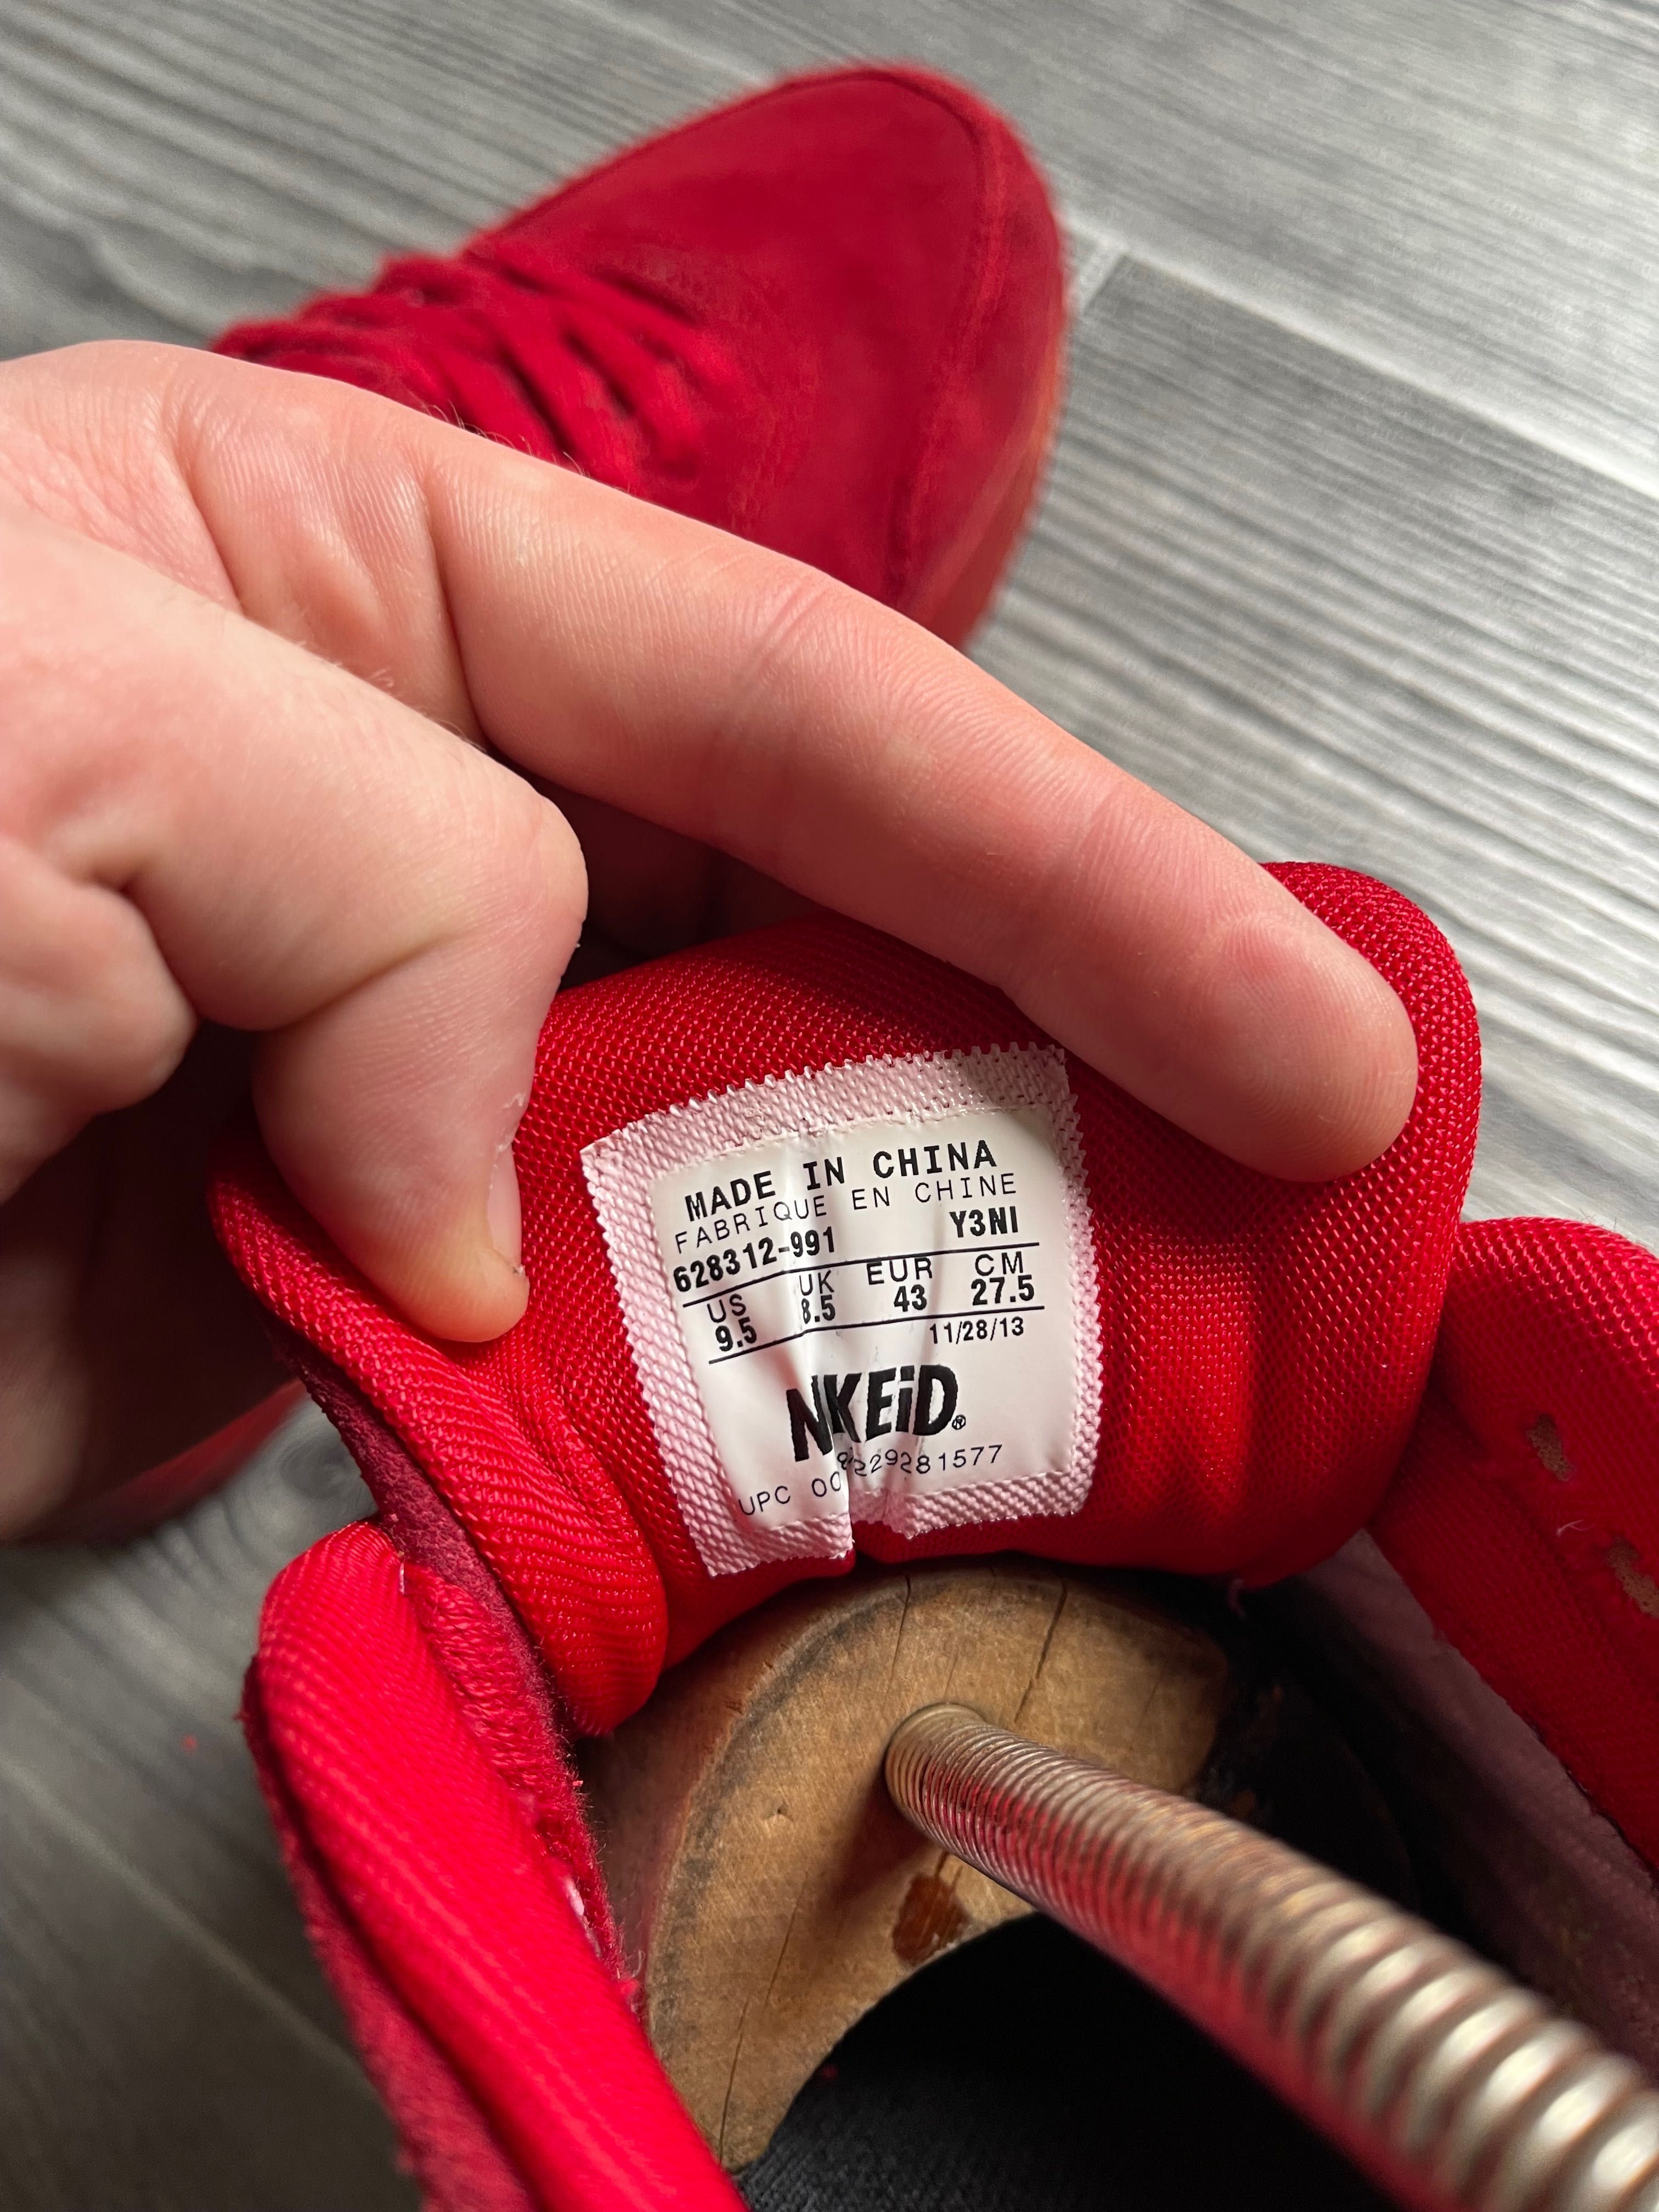 MADE IN CHINA
FABRIQUE EN CHINE
628312-991 Y3NI
US UK EUR CM
9.5 8.5 43 27.5
11/28/13
NIKEiD®
UPC